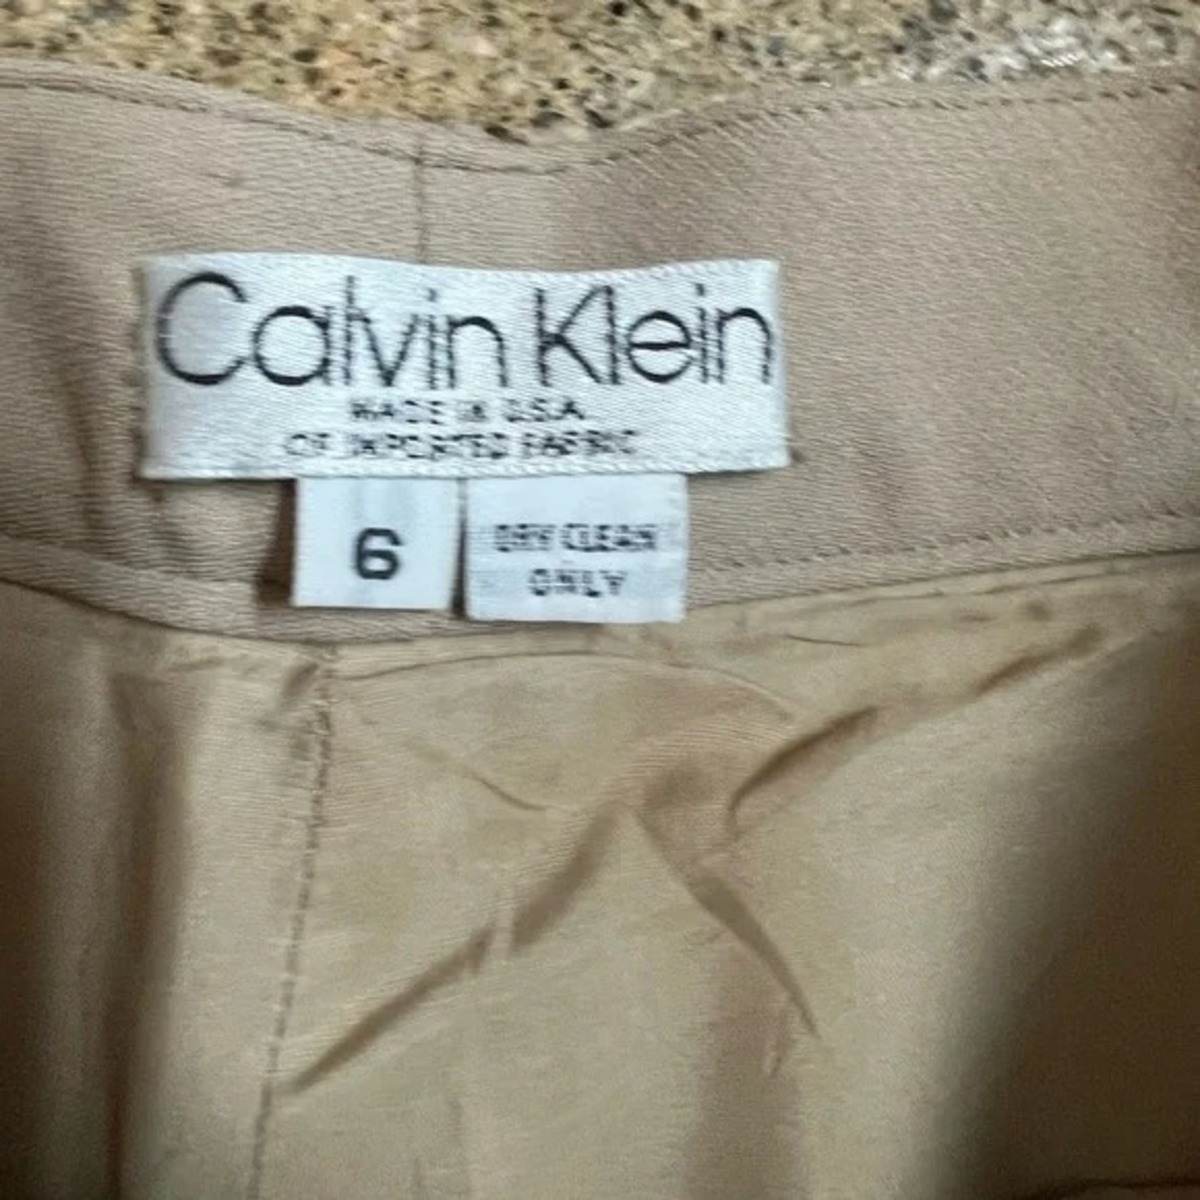 Calvin Klein
MADE IN U.S.A.
OF IMPORTED FABRIC
6
DRY CLEAN
ONLY